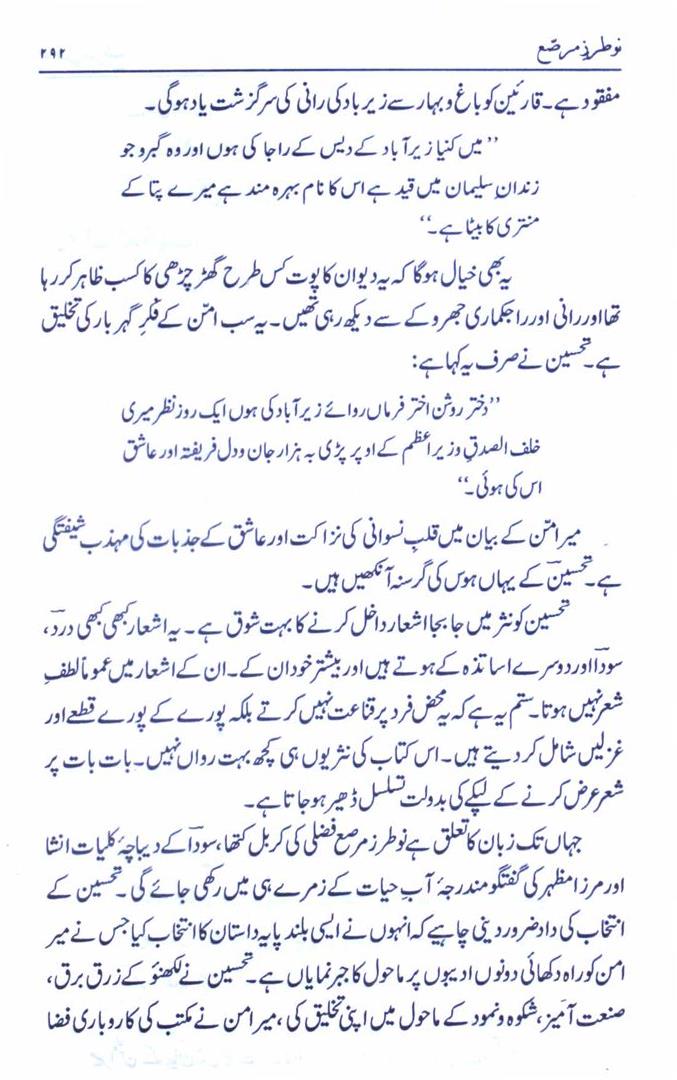 نو طرزِ مرصّع
۲۹۲
مفقود ہے۔ قارئین کو باغ و بہار سے زیر باد کی رانی کی سرگزشت یاد ہوگی۔
’’میں کنیا زیر آباد کے دیس کے راجا کی ہوں اور وہ گبرو جو
زندانِ سلیمان میں قید ہے اس کا نام بہرہ مند ہے میرے پتا کے
منتری کا بیٹا ہے۔‘‘
یہ بھی خیال ہوگا کہ یہ دیوان کا پوت کس طرح گھڑ چڑھی کا کسب ظاہر کر رہا
تھا اور رانی اور راجکماری جھروکے سے دیکھ رہی تھیں۔ یہ سب امّن کے فکرِ گہر بار کی تخلیق
ہے۔ تحسین نے صرف یہ کہا ہے:
’’دختر روشن اختر فرماں روائے زیر آباد کی ہوں ایک روز نظر میری
خلف الصدقِ وزیر اعظم کے اوپر پڑی بہ ہزار جان و دل فریفتہ اور عاشق
اس کی ہوئی۔‘‘
میر امّن کے بیان میں قلبِ نسوانی کی نزاکت اور عاشق کے جذبات کی مہذب شیفتگی
ہے۔ تحسینؔ کے یہاں ہوس کی گرسنہ آنکھیں ہیں۔
تحسین کو نثر میں جا بجا اشعار داخل کرنے کا بہت شوق ہے۔ یہ اشعار کبھی کبھی دردؔ،
سوداؔ اور دوسرے اساتذہ کے ہوتے ہیں اور بیشتر خود ان کے۔ ان کے اشعار میں عموماً لطفِ
شعر نہیں ہوتا۔ ستم یہ ہے کہ یہ محض فرد پر قناعت نہیں کرتے بلکہ پورے کے پورے قطعے اور
غزلیں شامل کر دیتے ہیں۔ اس کتاب کی نثر یوں ہی کچھ بہت رواں نہیں۔ بات بات پر
شعر عرض کرنے کے لپکے کی بدولت تسلسل ڈھیر ہو جاتا ہے۔
جہاں تک زبان کا تعلق ہے نو طرز مرصع فضلی کی کربل کتھا، سوداؔ کے دیباچۂ کلیات انشا
اور مرزا مظہر کی گفتگو مندرجۂ آبِ حیات کے زمرے ہی میں رکھی جائے گی۔ تحسین کے
انتخاب کی داد ضرور دینی چاہیے کہ انہوں نے ایسی بلند پایہ داستان کا انتخاب کیا جس نے میر
امن کو راہ دکھائی دونوں ادیبوں پر ماحول کا جبر نمایاں ہے۔ تحسین نے لکھنؤ کے زرق برق،
صنعت آمیز، شکوہ و نمود کے ماحول میں اپنی تخلیق کی، میر امن نے مکتب کی کاروباری فضا